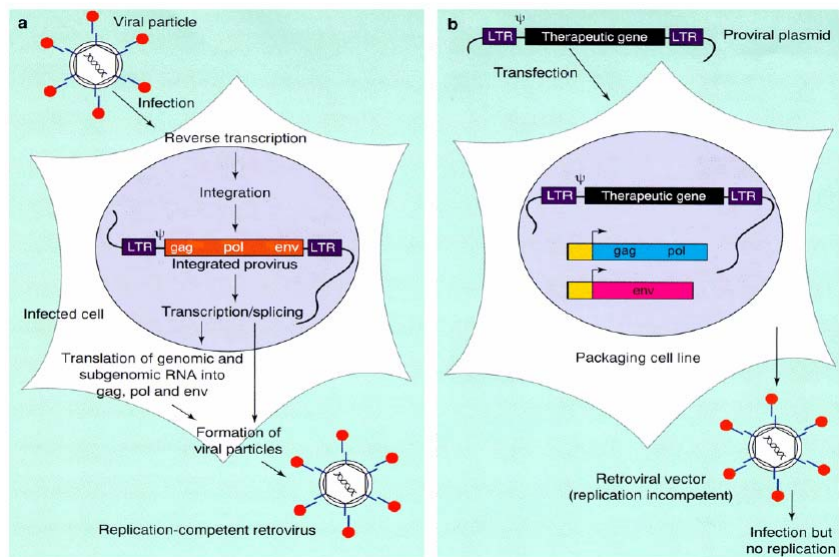 a
Viral particle
Infection
Reverse transcription
Integration
ψ
LTR gag pol env LTR
Integrated provirus
Transcription/splicing
Infected cell
Translation of genomic and
subgenomic RNA into
gag, pol and env
Formation of
viral particles
Replication-competent retrovirus
b
ψ
LTR Therapeutic gene LTR
Proviral plasmid
Transfection
ψ
LTR Therapeutic gene LTR
gag pol
env
Packaging cell line
Retroviral vector
(replication incompetent)
Infection but
no replication